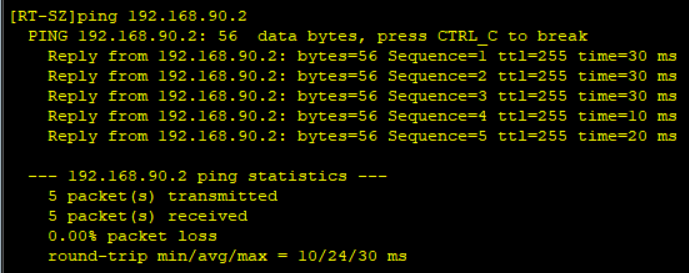 [RT-SZ]ping 192.168.90.2
PING 192.168.90.2: 56  data bytes, press CTRL_C to break
Reply from 192.168.90.2: bytes=56 Sequence=1 ttl=255 time=30 ms
Reply from 192.168.90.2: bytes=56 Sequence=2 ttl=255 time=30 ms
Reply from 192.168.90.2: bytes=56 Sequence=3 ttl=255 time=30 ms
Reply from 192.168.90.2: bytes=56 Sequence=4 ttl=255 time=10 ms
Reply from 192.168.90.2: bytes=56 Sequence=5 ttl=255 time=20 ms
--- 192.168.90.2 ping statistics ---
5 packet(s) transmitted
5 packet(s) received
0.00% packet loss
round-trip min/avg/max = 10/24/30 ms